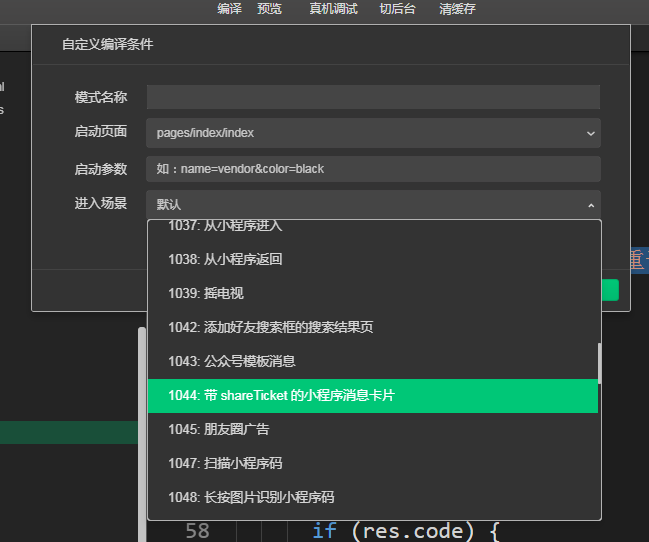 编译 预览 真机调试 切后台 清缓存
自定义编译条件
模式名称
启动页面 pages/index/index
启动参数 如：name=vendor&color=black
进入场景 默认
1037: 从小程序进入
1038: 从小程序返回
1039: 摇电视
1042: 添加好友搜索框的搜索结果页
1043: 公众号模板消息
1044: 带 shareTicket 的小程序消息卡片
1045: 朋友圈广告
1047: 扫描小程序码
1048: 长按图片识别小程序码
58 if (res.code) {